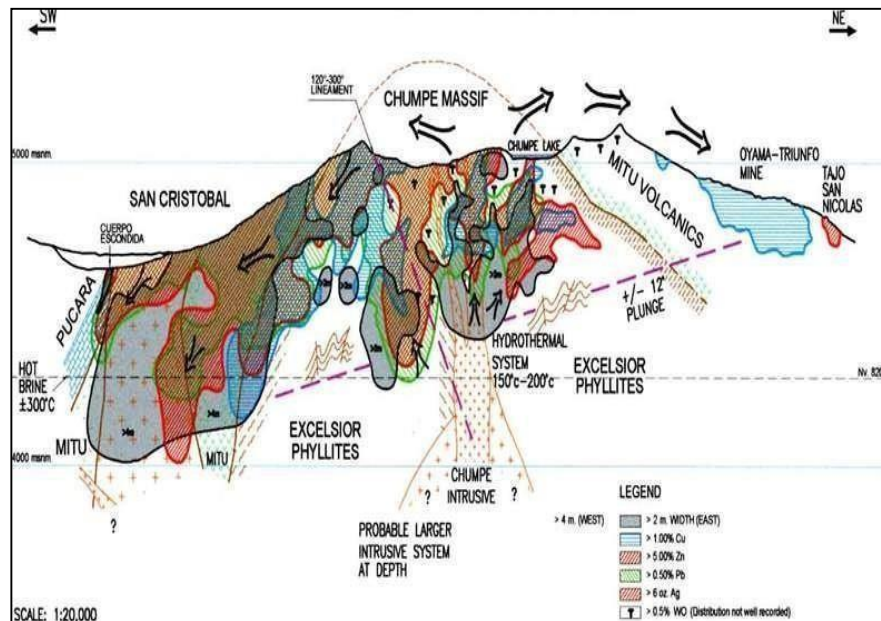 SW
NE
120°-300°
LINEAMENT
CHUMPE MASSIF
5000 msnm.
CHUMPE LAKE
OYAMA-TRIUNFO
MINE
TAJO
SAN
NICOLAS
SAN CRISTOBAL
MITU VOLCANICS
CUERPO
ESCONDIDA
PUCARA
+/- 12°
PLUNGE
HYDROTHERMAL
SYSTEM
150°c-200°c
EXCELSIOR
PHYLLITES
HOT
BRINE
±300°C
Nv. 820
MITU
MITU
EXCELSIOR
PHYLLITES
4000 msnm.
CHUMPE
INTRUSIVE
?
?
?
PROBABLE LARGER
INTRUSIVE SYSTEM
AT DEPTH
LEGEND
> 4 m. (WEST)
> 2 m. WIDTH (EAST)
> 1.00% Cu
> 5.00% Zn
> 0.50% Pb
> 6 oz. Ag
> 0.5% WO (Distribution not well recorded)
SCALE: 1:20,000